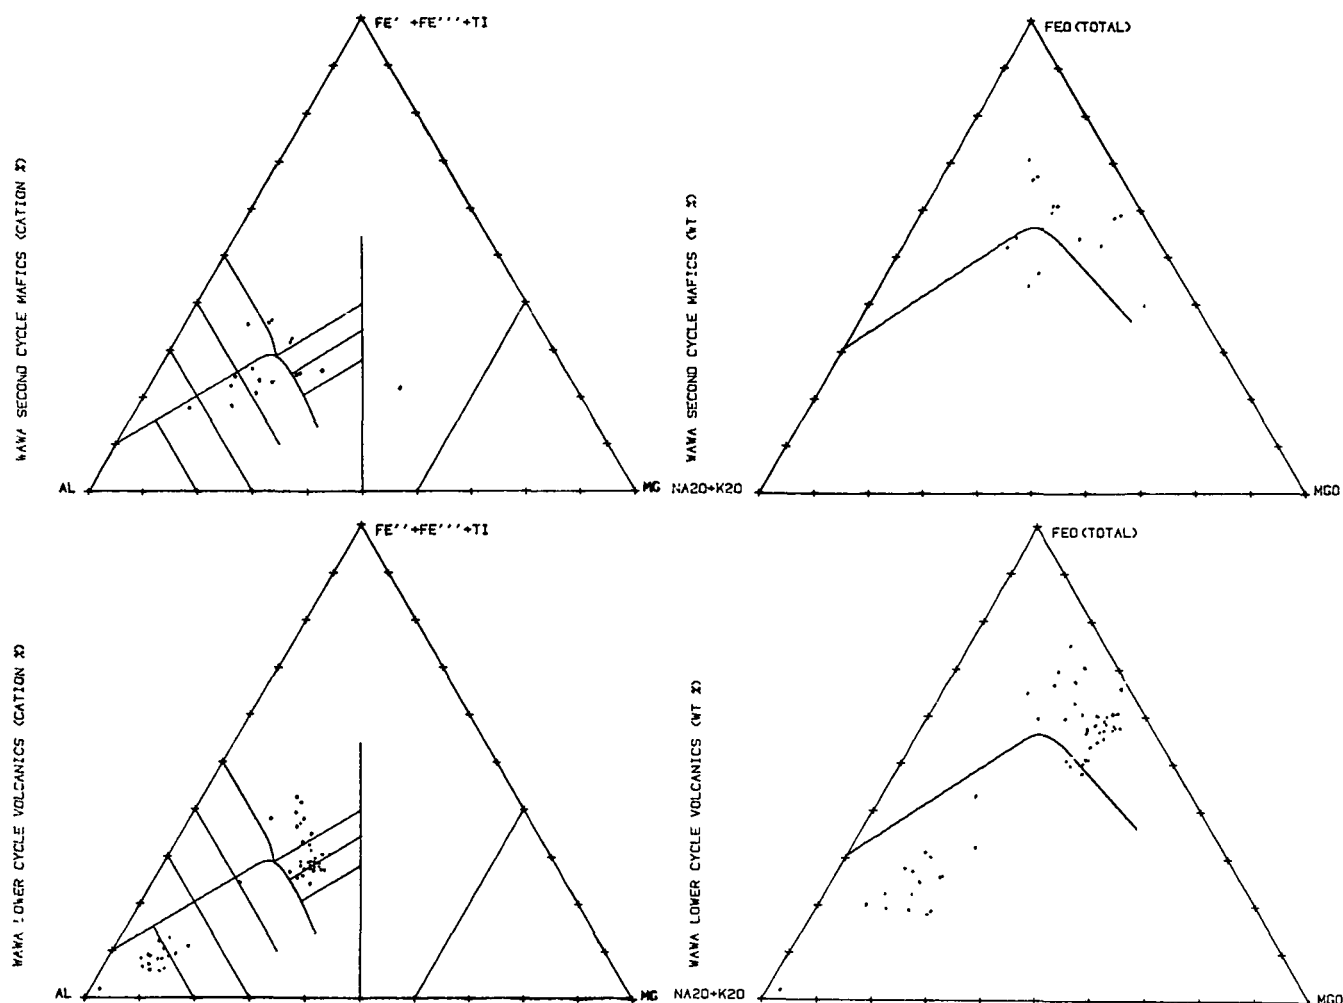 FE' +FE'''+TI
FEO(TOTAL)
WAWA SECOND CYCLE MAFICS (CATION %)
WAWA SECOND CYCLE MAFICS (WT %)
AL
MG
NA2O+K2O
MGO
FE''+FE'''+TI
FEO(TOTAL)
WAWA LOWER CYCLE VOLCANICS (CATION %)
WAWA LOWER CYCLE VOLCANICS (WT %)
AL
MG
NA2O+K2O
MGO